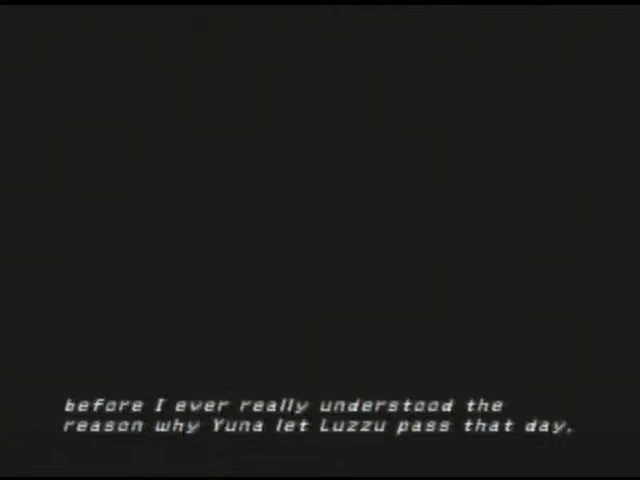 before I ever really understood the
reason why Yuna let Luzzu pass that day.